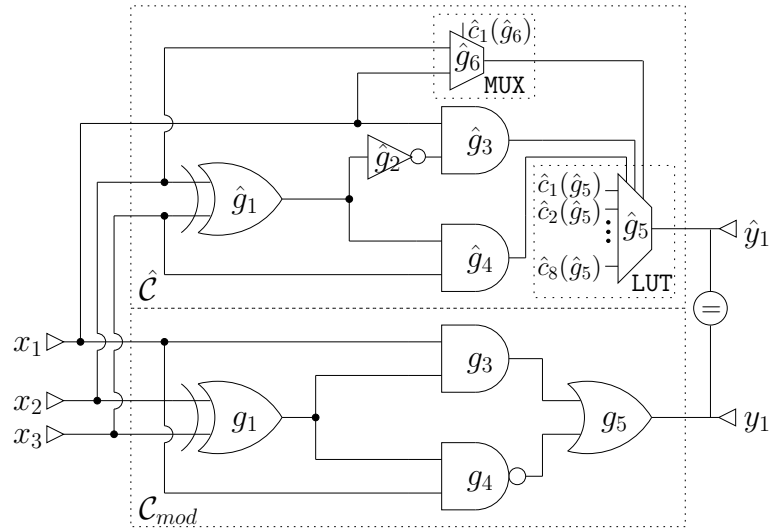 ĉ₁(ĝ₆)
ĝ₆
MUX
ĝ₂
ĝ₃
ĝ₁
ĝ₄
ĉ₁(ĝ₅)
ĉ₂(ĝ₅)
⋮
ĉ₈(ĝ₅)
ĝ₅
LUT
ŷ₁
Ĉ
=
x₁
x₂
x₃
g₁
g₃
g₄
g₅
y₁
C_mod